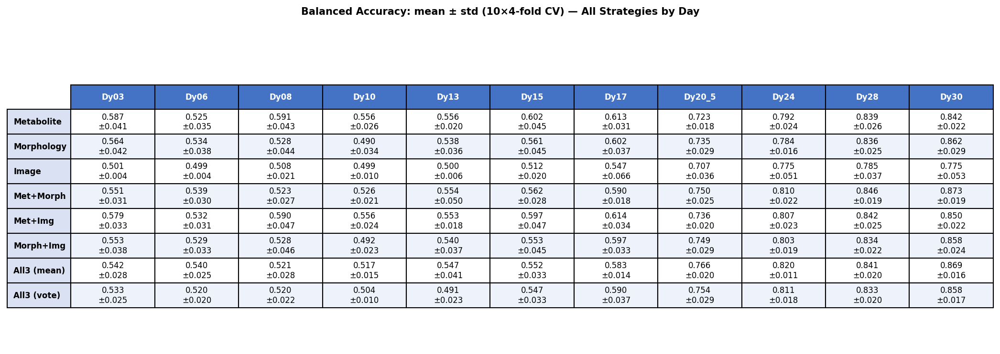 Balanced Accuracy: mean ± std (10×4-fold CV) — All Strategies by Day
Dy03 Dy06 Dy08 Dy10 Dy13 Dy15 Dy17 Dy20_5 Dy24 Dy28 Dy30
Metabolite 0.587 ±0.041 0.525 ±0.035 0.591 ±0.043 0.556 ±0.026 0.556 ±0.020 0.602 ±0.045 0.613 ±0.031 0.723 ±0.018 0.792 ±0.024 0.839 ±0.026 0.842 ±0.022
Morphology 0.564 ±0.042 0.534 ±0.038 0.528 ±0.044 0.490 ±0.034 0.538 ±0.036 0.561 ±0.045 0.602 ±0.037 0.735 ±0.029 0.784 ±0.016 0.836 ±0.025 0.862 ±0.029
Image 0.501 ±0.004 0.499 ±0.004 0.508 ±0.021 0.499 ±0.010 0.500 ±0.006 0.512 ±0.020 0.547 ±0.066 0.707 ±0.036 0.775 ±0.051 0.785 ±0.037 0.775 ±0.053
Met+Morph 0.551 ±0.031 0.539 ±0.030 0.523 ±0.027 0.526 ±0.021 0.554 ±0.050 0.562 ±0.028 0.590 ±0.018 0.750 ±0.025 0.810 ±0.022 0.846 ±0.019 0.873 ±0.019
Met+Img 0.579 ±0.033 0.532 ±0.031 0.590 ±0.047 0.556 ±0.024 0.553 ±0.018 0.597 ±0.047 0.614 ±0.034 0.736 ±0.020 0.807 ±0.023 0.842 ±0.025 0.850 ±0.022
Morph+Img 0.553 ±0.038 0.529 ±0.033 0.528 ±0.046 0.492 ±0.023 0.540 ±0.037 0.553 ±0.045 0.597 ±0.033 0.749 ±0.029 0.803 ±0.019 0.834 ±0.022 0.858 ±0.024
All3 (mean) 0.542 ±0.028 0.540 ±0.025 0.521 ±0.028 0.517 ±0.015 0.547 ±0.041 0.552 ±0.033 0.583 ±0.014 0.766 ±0.020 0.820 ±0.011 0.841 ±0.020 0.869 ±0.016
All3 (vote) 0.533 ±0.025 0.520 ±0.020 0.520 ±0.022 0.504 ±0.010 0.491 ±0.023 0.547 ±0.033 0.590 ±0.037 0.754 ±0.029 0.811 ±0.018 0.833 ±0.020 0.858 ±0.017